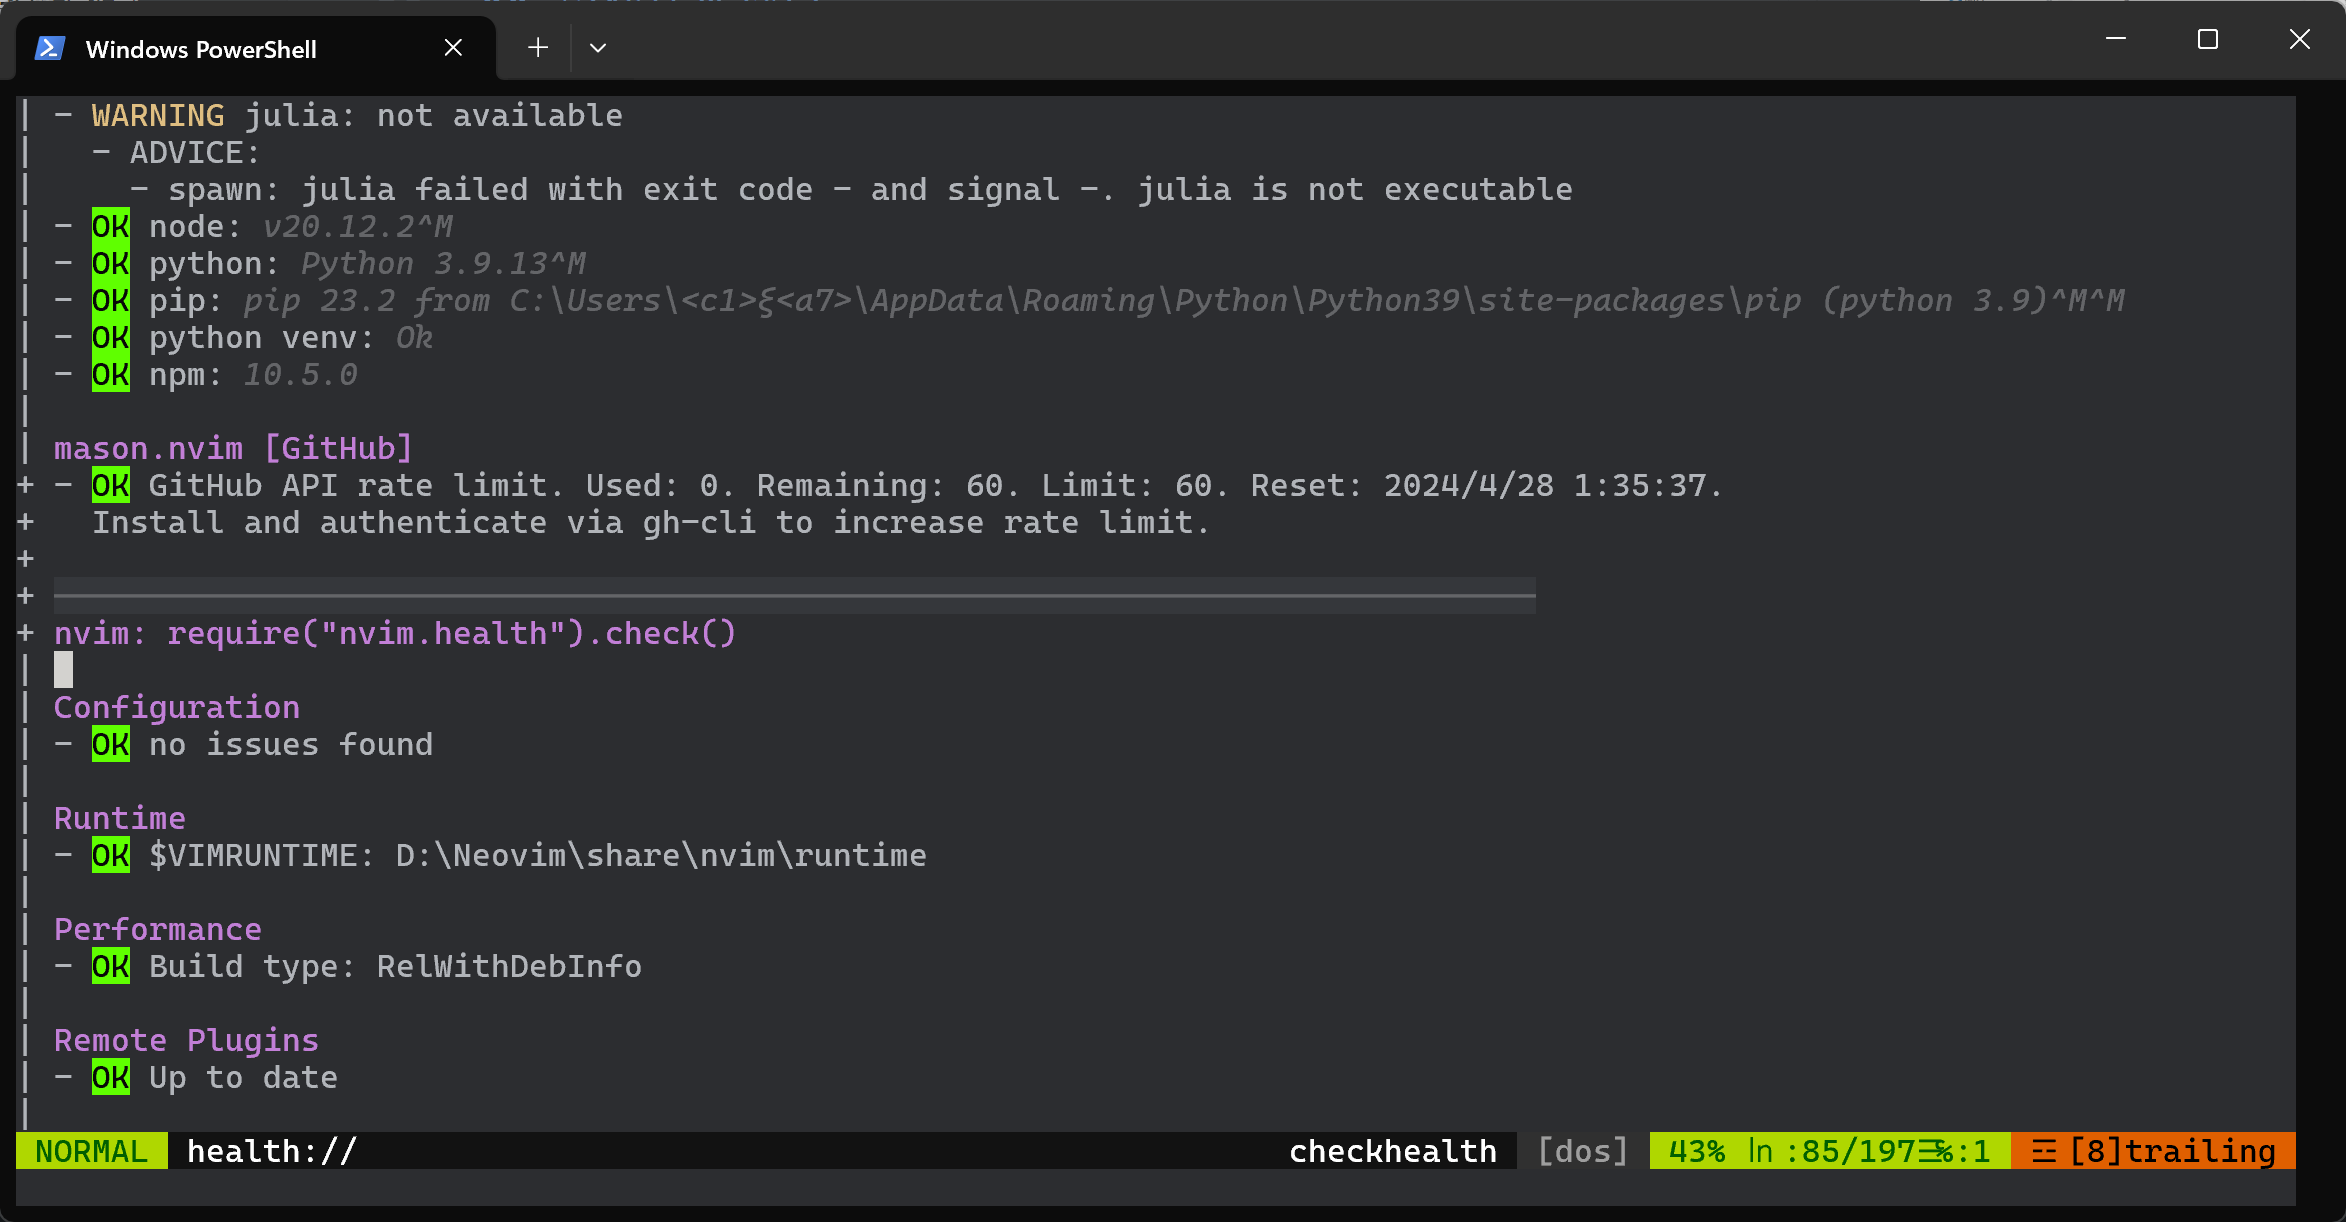 Windows PowerShell
- WARNING julia: not available
- ADVICE:
- spawn: julia failed with exit code - and signal -. julia is not executable
- OK node: v20.12.2^M
- OK python: Python 3.9.13^M
- OK pip: pip 23.2 from C:\Users\<c1>ξ<a7>\AppData\Roaming\Python\Python39\site-packages\pip (python 3.9)^M^M
- OK python venv: Ok
- OK npm: 10.5.0
mason.nvim [GitHub]
+ - OK GitHub API rate limit. Used: 0. Remaining: 60. Limit: 60. Reset: 2024/4/28 1:35:37.
+ Install and authenticate via gh-cli to increase rate limit.
+
+
+ nvim: require("nvim.health").check()
Configuration
- OK no issues found
Runtime
- OK $VIMRUNTIME: D:\Neovim\share\nvim\runtime
Performance
- OK Build type: RelWithDebInfo
Remote Plugins
- OK Up to date
NORMAL health:// checkhealth [dos] 43% ln :85/197☰℅:1 ☲ [8]trailing